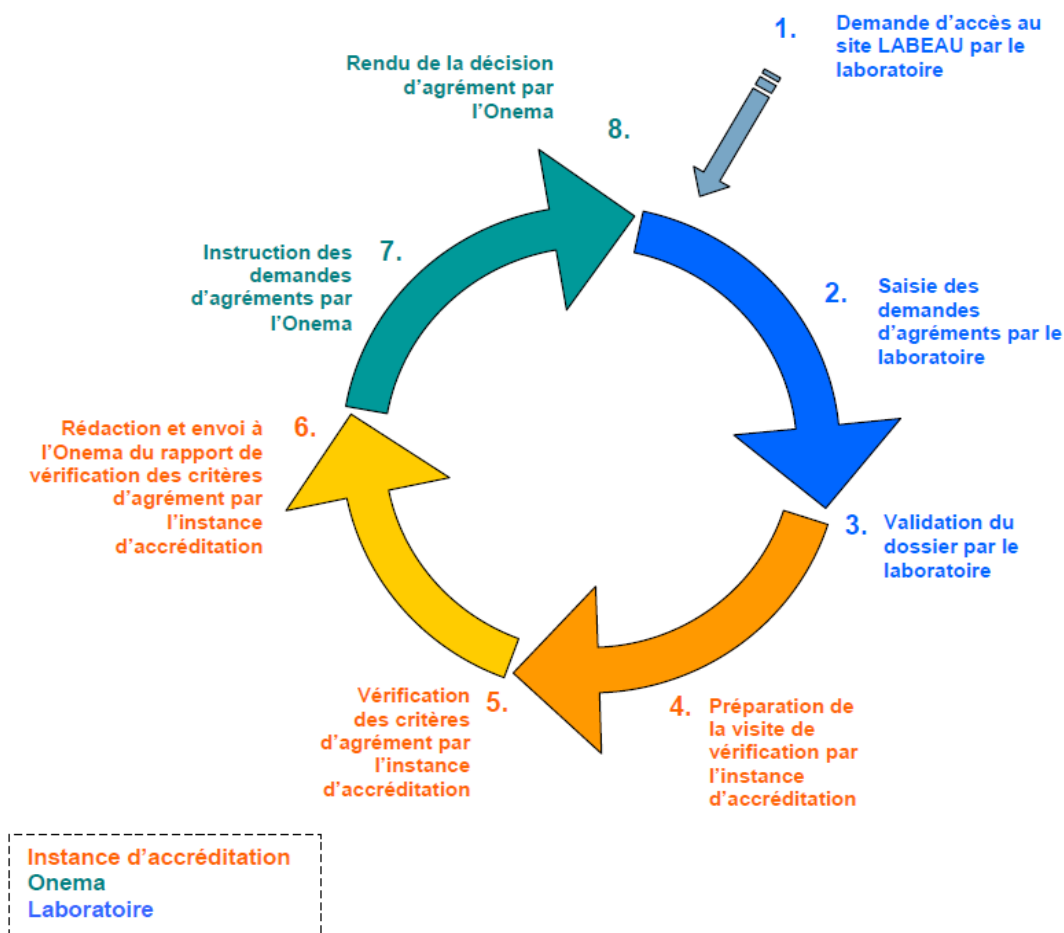 1.
Demande d'accès au
site LABEAU par le
laboratoire
2.
Saisie des
demandes
d'agréments par le
laboratoire
3.
Validation du
dossier par le
laboratoire
4.
Préparation de
la visite de
vérification par
l'instance
d'accréditation
5.
Vérification
des critères
d'agrément par
l'instance
d'accréditation
6.
Rédaction et envoi à
l'Onema du rapport de
vérification des critères
d'agrément par
l'instance
d'accréditation
7.
Instruction des
demandes
d'agréments par
l'Onema
8.
Rendu de la décision
d'agrément par
l'Onema
Instance d'accréditation
Onema
Laboratoire